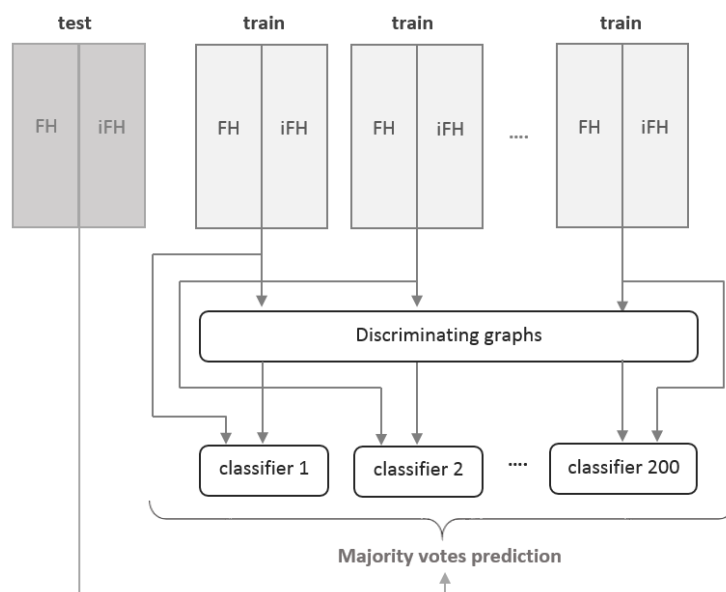 test train train train
FH iFH FH iFH FH iFH .... FH iFH
Discriminating graphs
classifier 1 classifier 2 .... classifier 200
Majority votes prediction